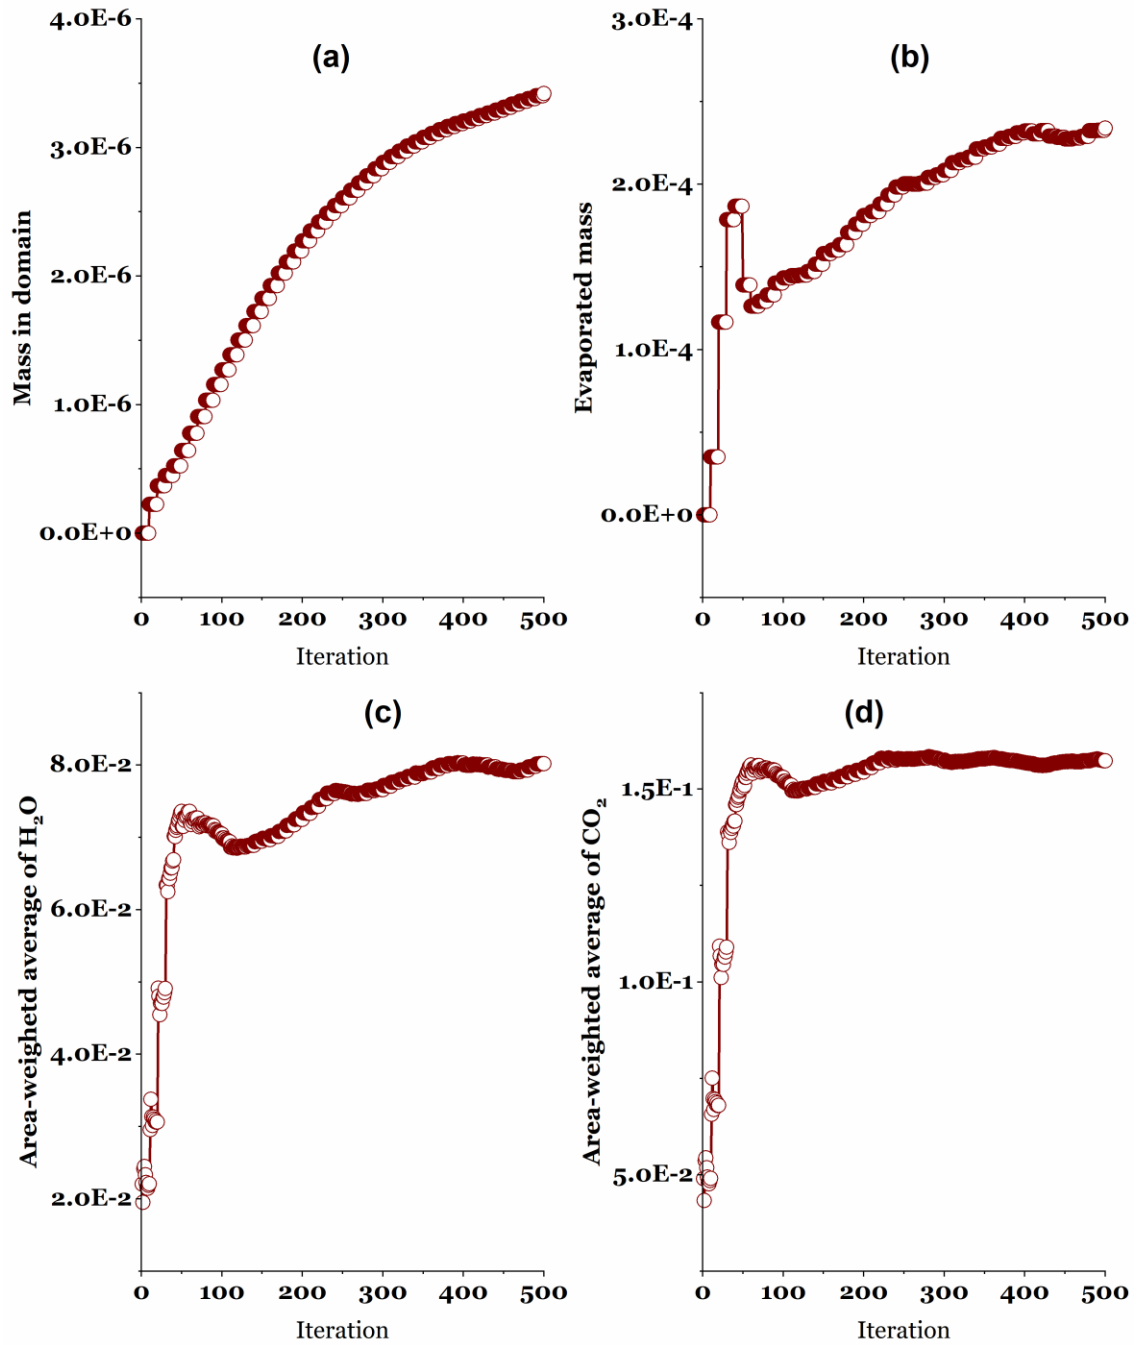 (a)
Mass in domain
4.0E-6
3.0E-6
2.0E-6
1.0E-6
0.0E+0
0 100 200 300 400 500
Iteration
(b)
Evaporated mass
3.0E-4
2.0E-4
1.0E-4
0.0E+0
0 100 200 300 400 500
Iteration
(c)
Area-weighetd average of H₂O
8.0E-2
6.0E-2
4.0E-2
2.0E-2
0 100 200 300 400 500
Iteration
(d)
Area-weighted average of CO₂
1.5E-1
1.0E-1
5.0E-2
0 100 200 300 400 500
Iteration